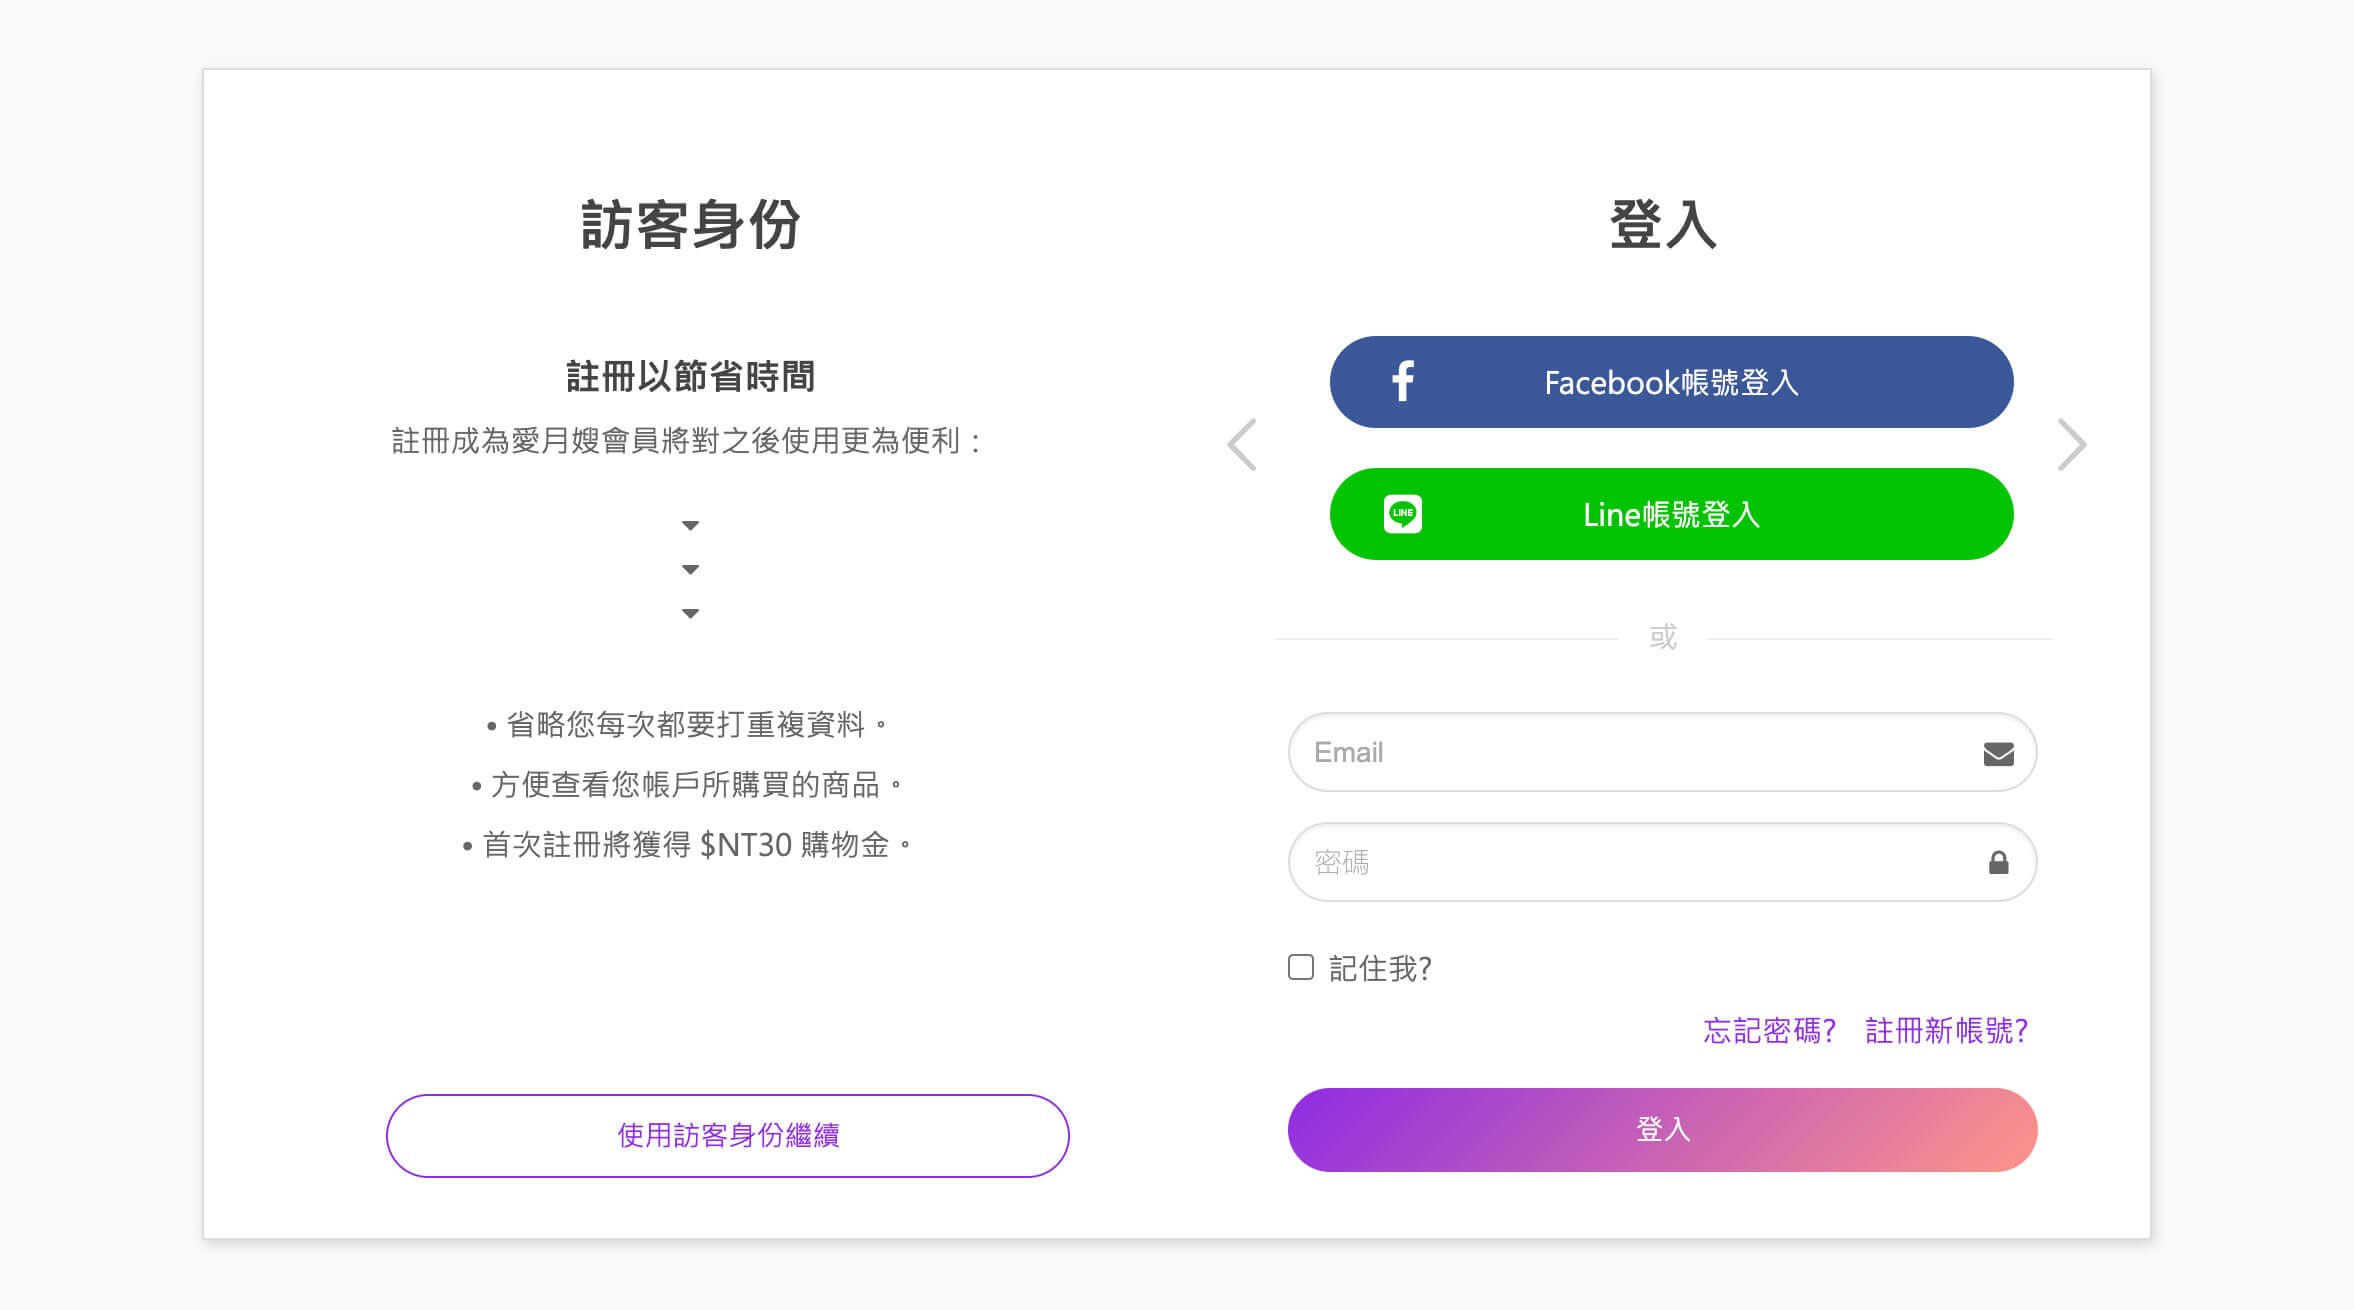 訪客身份
註冊以節省時間
註冊成為愛月嫂會員將對之後使用更為便利：
• 省略您每次都要打重複資料。
• 方便查看您帳戶所購買的商品。
• 首次註冊將獲得 $NT30 購物金。
使用訪客身份繼續
登入
Facebook帳號登入
LINE
Line帳號登入
或
Email
密碼
記住我?
忘記密碼? 註冊新帳號?
登入